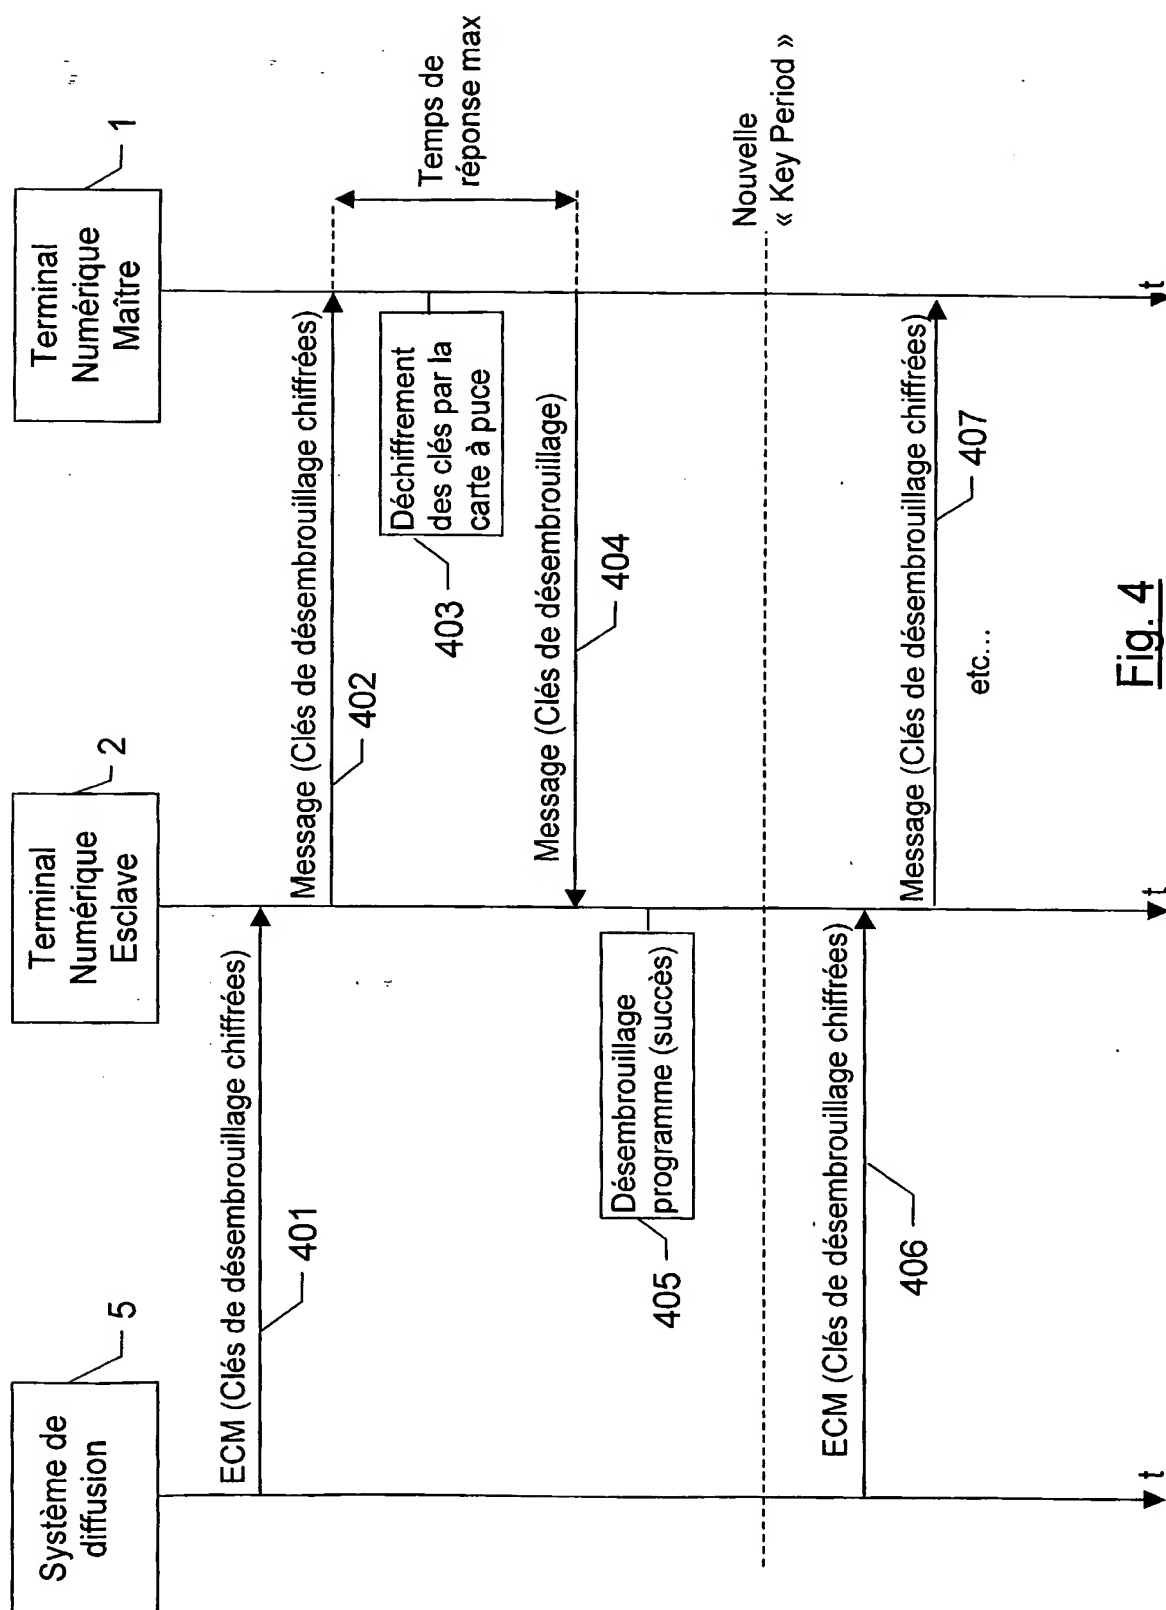 Système de
diffusion
5
Terminal
Numérique
Esclave
2
Terminal
Numérique
Maître
1
ECM (Clés de désembrouillage chiffrées)
401
Message (Clés de désembrouillage chiffrées)
402
Temps de
réponse max
Déchiffrement
des clés par la
carte à puce
403
Message (Clés de désembrouillage)
404
Désembrouillage
programme (succès)
405
Nouvelle
« Key Period »
ECM (Clés de désembrouillage chiffrées)
406
Message (Clés de désembrouillage chiffrées)
407
etc...
t
t
t
Fig. 4